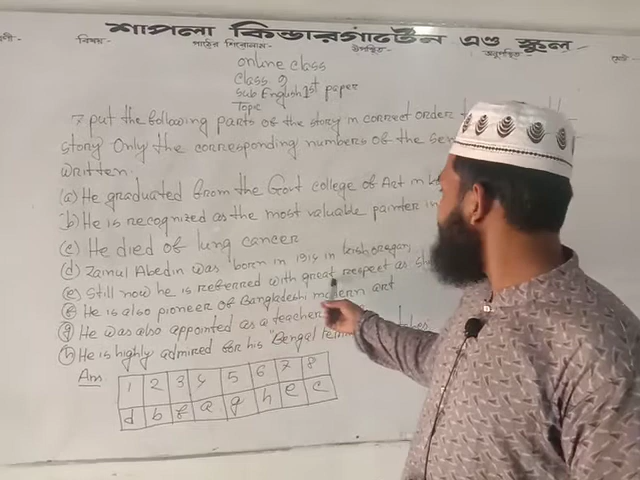 শাপলা কিন্ডারগার্টেন এণ্ড স্কুল
বিষয়- পাঠের শিরোনাম- উপস্থিত- অনুপস্থিত-
online class
class 9
Sub English 1st paper
Topic
7 put the following parts of the story in correct order
story Only the corresponding numbers of the sen
written.
(a) He graduated from the Govt college of Art in
(b) He is recognized as the most valuable painter in
(c) He died of lung cancer
(d) Zainul Abedin was born in 1914 in
(e) Still now he is referred with great respect as
(f) He is also pioneer of Bangladeshi modern art
(g) He was also appointed as a teacher
(h) He is highly admired for his "Bengal
Ans
1 2 3 4 5 6 7 8
d b f a g h e c